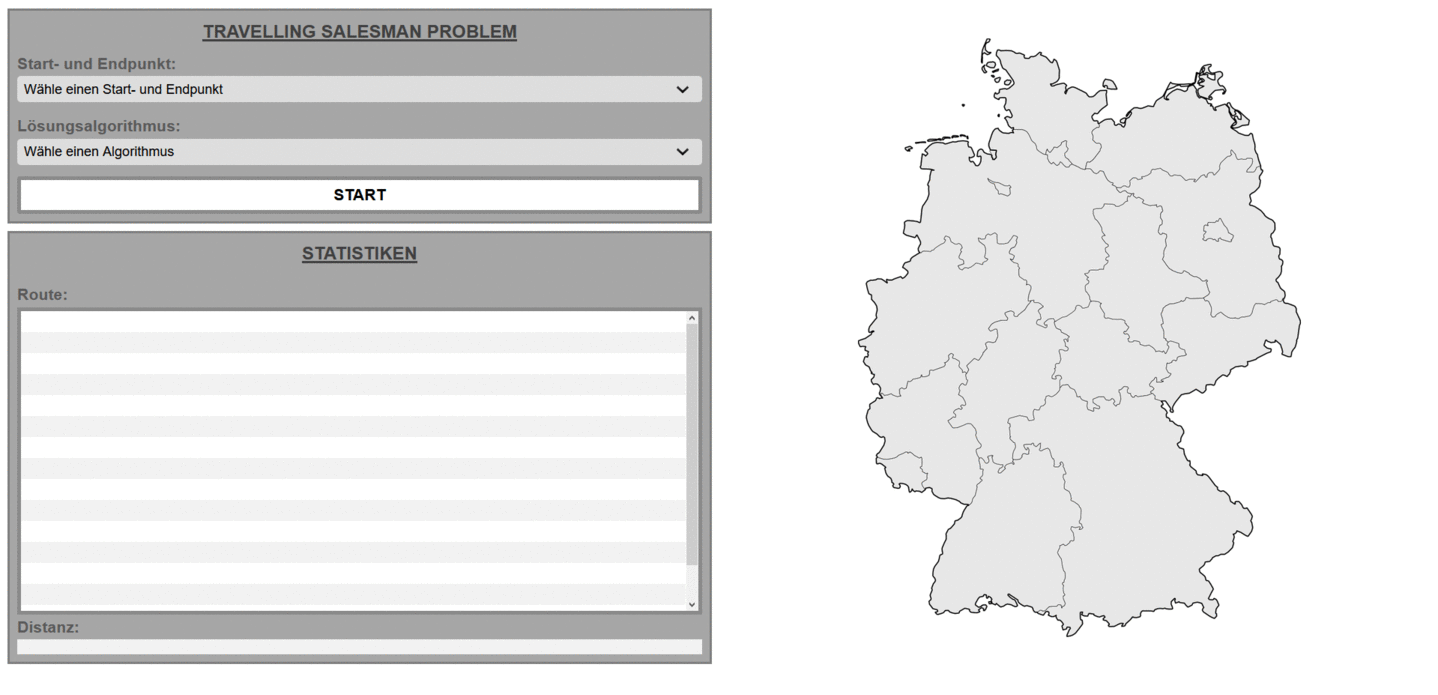 TRAVELLING SALESMAN PROBLEM
Start- und Endpunkt:
Wähle einen Start- und Endpunkt
Lösungsalgorithmus:
Wähle einen Algorithmus
START
STATISTIKEN
Route:
Distanz: